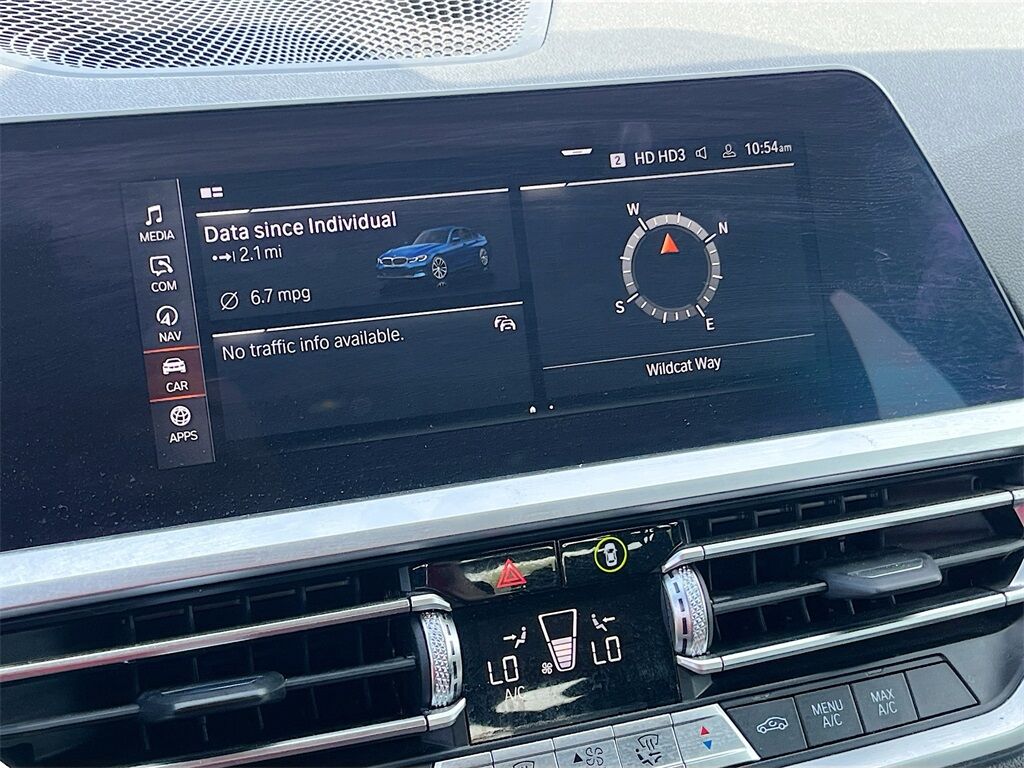 2 HD HD3 10:54am
MEDIA
COM
NAV
CAR
APPS
Data since Individual
2.1 mi
6.7 mpg
No traffic info available.
W
N
S
E
Wildcat Way
LO
LO
A/C
MENU
A/C
MAX
A/C